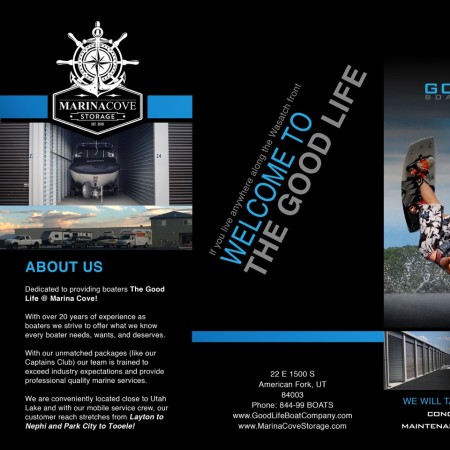 MARINACOVE
STORAGE
EST. 2018
24
ABOUT US
Dedicated to providing boaters The Good
Life @ Marina Cove!
With over 20 years of experience as
boaters we strive to offer what we know
every boater needs, wants, and deserves.
With our unmatched packages (like our
Captains Club) our team is trained to
exceed industry expectations and provide
professional quality marine services.
We are conveniently located close to Utah
Lake and with our mobile service crew, our
customer reach stretches from Layton to
Nephi and Park City to Tooele!
If you live anywhere along the Wasatch front
WELCOME TO
THE GOOD LIFE
22 E 1500 S
American Fork, UT
84003
Phone: 844-99 BOATS
www.GoodLifeBoatCompany.com
www.MarinaCoveStorage.com
GO
BOA
WE WILL TA
CONC
MAINTENA